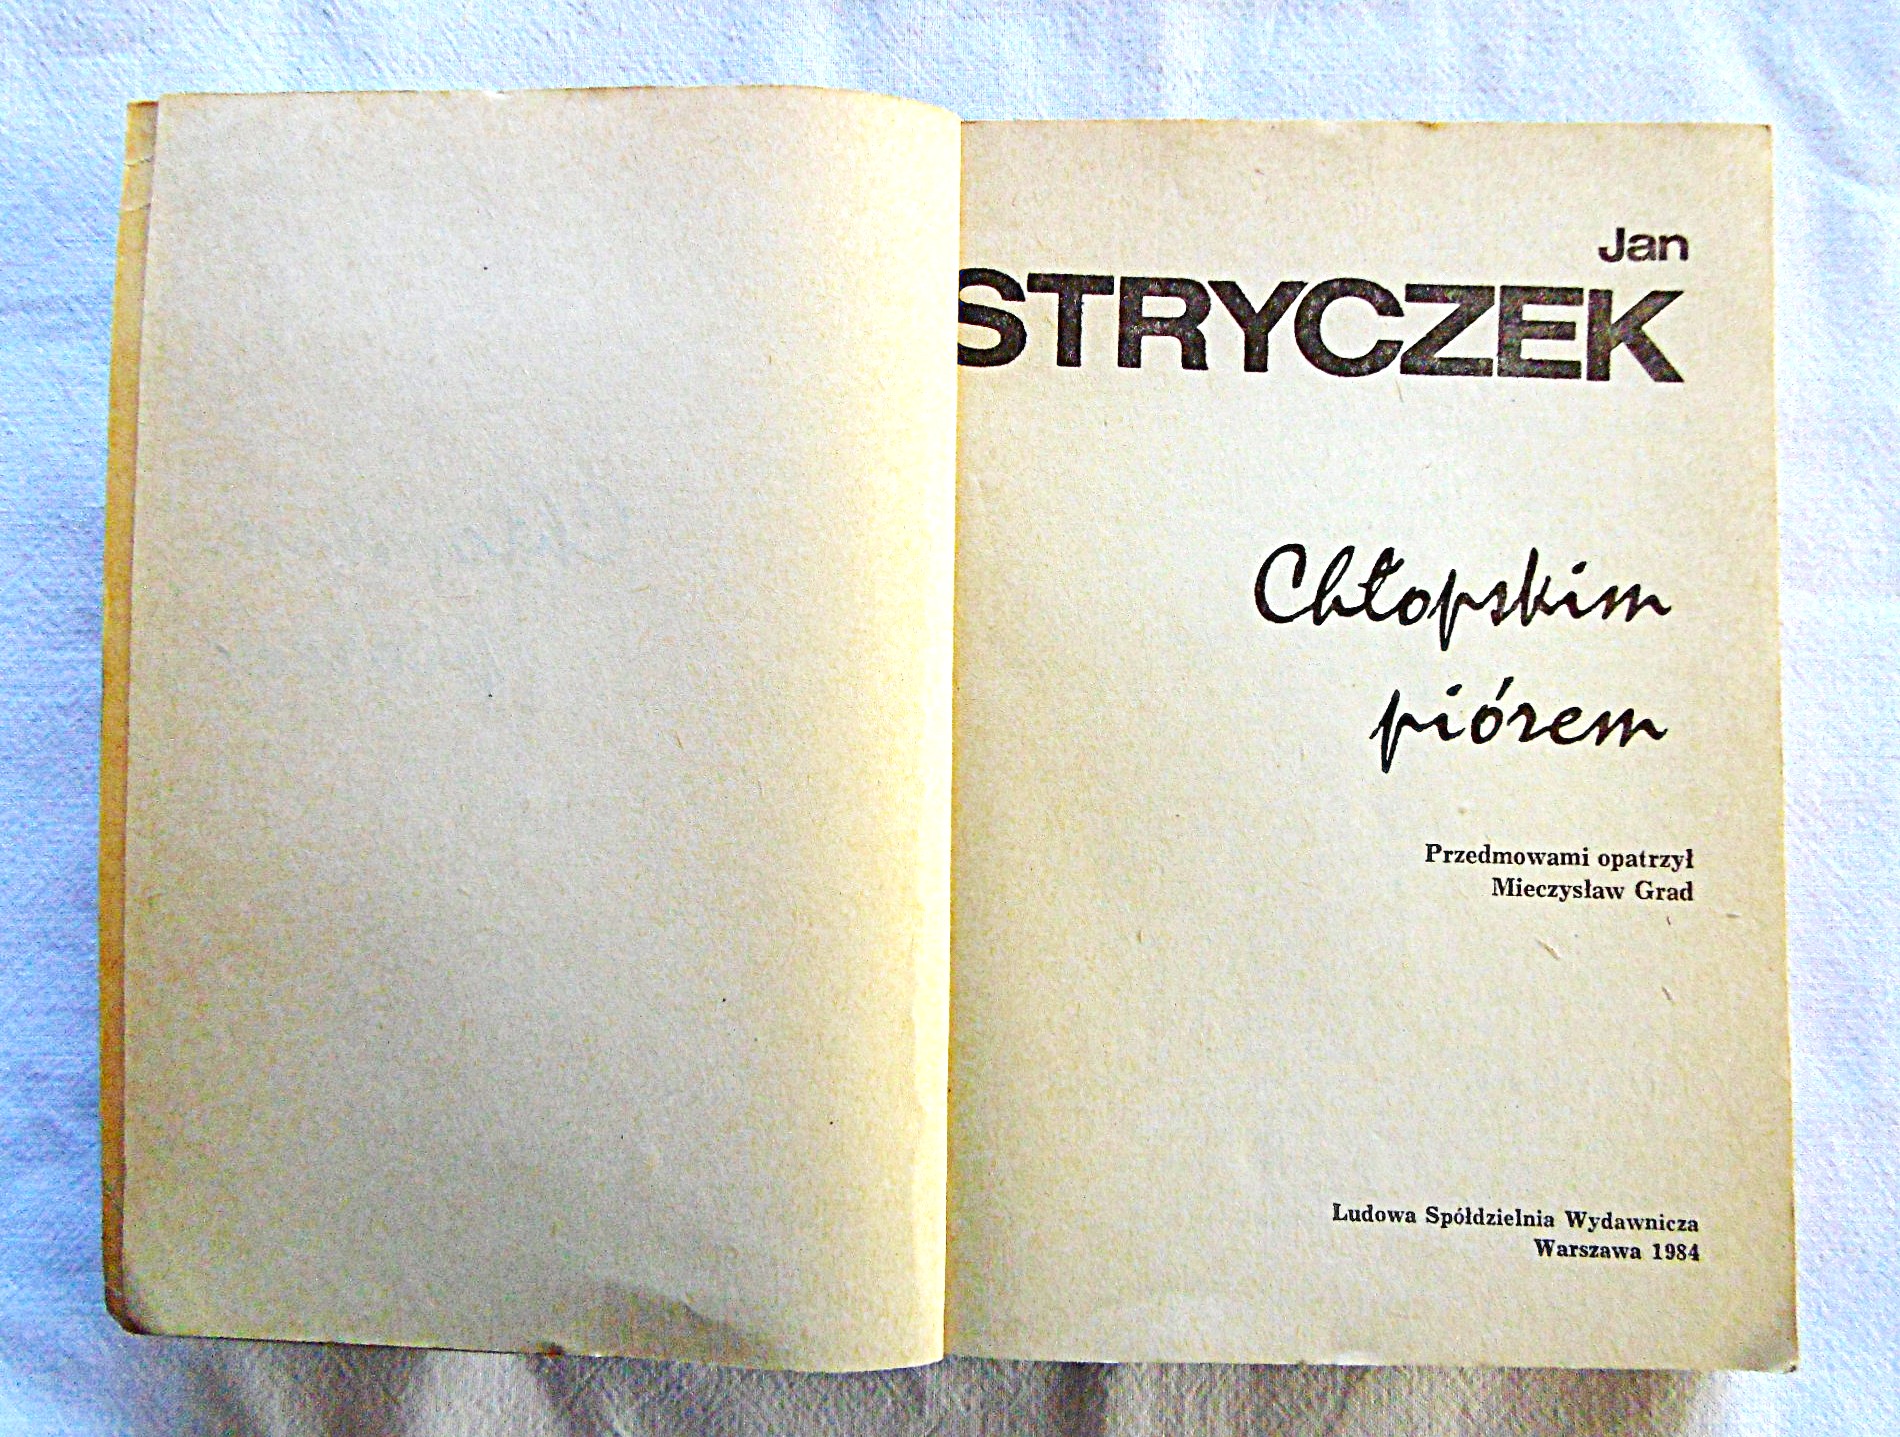 Jan
STRYCZEK
Chłopskim
piórem
Przedmowami opatrzył
Mieczysław Grad
Ludowa Spółdzielnia Wydawnicza
Warszawa 1984